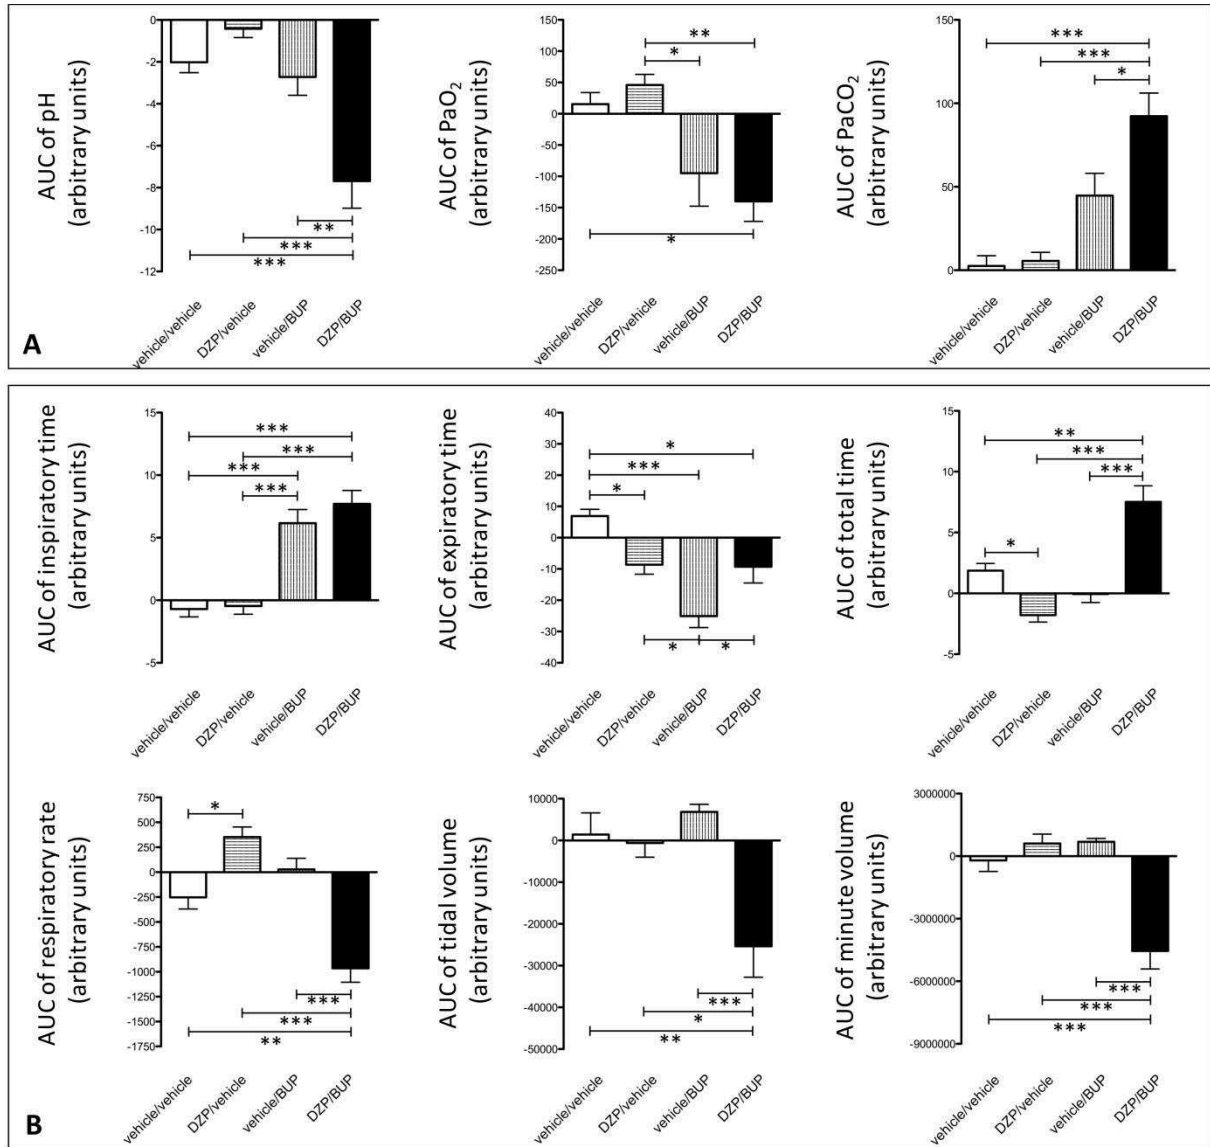 AUC of pH
(arbitrary units)
0
-2
-4
-6
-8
-10
-12
**
***
***
vehicle/vehicle
DZP/vehicle
vehicle/BUP
DZP/BUP
AUC of PaO2
(arbitrary units)
150
100
50
0
-50
-100
-150
-200
-250
**
*
*
vehicle/vehicle
DZP/vehicle
vehicle/BUP
DZP/BUP
AUC of PaCO2
(arbitrary units)
150
100
50
0
***
***
*
vehicle/vehicle
DZP/vehicle
vehicle/BUP
DZP/BUP
A
AUC of inspiratory time
(arbitrary units)
15
10
5
0
-5
***
***
***
***
vehicle/vehicle
DZP/vehicle
vehicle/BUP
DZP/BUP
AUC of expiratory time
(arbitrary units)
40
30
20
10
0
-10
-20
-30
-40
*
***
*
*
*
vehicle/vehicle
DZP/vehicle
vehicle/BUP
DZP/BUP
AUC of total time
(arbitrary units)
15
10
5
0
-5
**
***
***
*
vehicle/vehicle
DZP/vehicle
vehicle/BUP
DZP/BUP
AUC of respiratory rate
(arbitrary units)
750
500
250
0
-250
-500
-750
-1000
-1250
-1500
-1750
*
***
***
**
vehicle/vehicle
DZP/vehicle
vehicle/BUP
DZP/BUP
AUC of tidal volume
(arbitrary units)
10000
0
-10000
-20000
-30000
-40000
-50000
***
*
**
vehicle/vehicle
DZP/vehicle
vehicle/BUP
DZP/BUP
AUC of minute volume
(arbitrary units)
3000000
0
-3000000
-6000000
-9000000
***
***
***
vehicle/vehicle
DZP/vehicle
vehicle/BUP
DZP/BUP
B